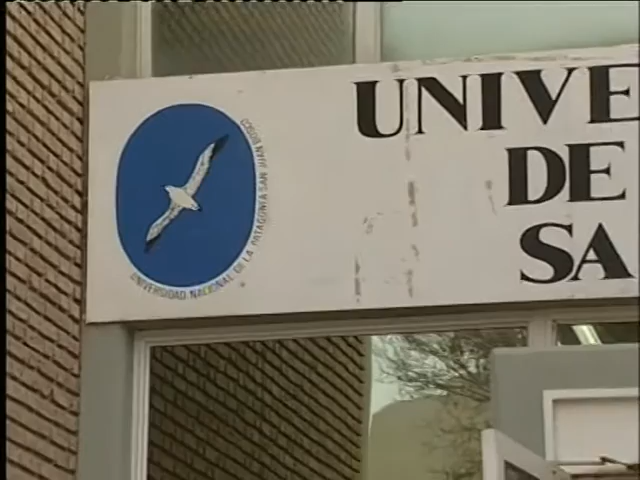 UNIVERSIDAD NACIONAL DE LA PATAGONIA SAN JUAN BOSCO
UNIVE
DE
SA